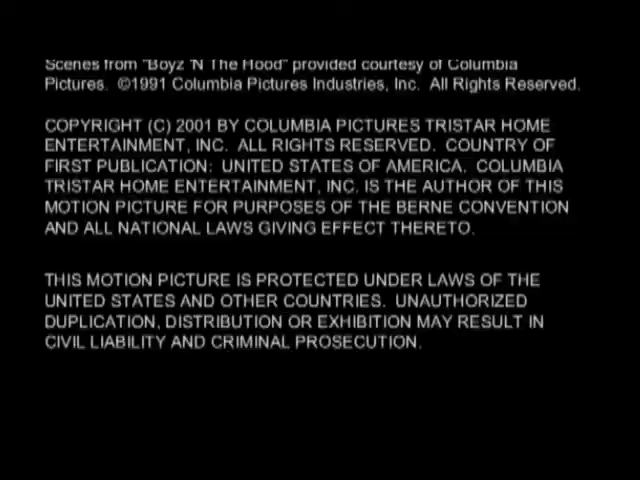 Scenes from "Boyz 'N The Hood" provided courtesy of Columbia
Pictures. ©1991 Columbia Pictures Industries, Inc. All Rights Reserved.
COPYRIGHT (C) 2001 BY COLUMBIA PICTURES TRISTAR HOME
ENTERTAINMENT, INC. ALL RIGHTS RESERVED. COUNTRY OF
FIRST PUBLICATION: UNITED STATES OF AMERICA. COLUMBIA
TRISTAR HOME ENTERTAINMENT, INC. IS THE AUTHOR OF THIS
MOTION PICTURE FOR PURPOSES OF THE BERNE CONVENTION
AND ALL NATIONAL LAWS GIVING EFFECT THERETO.
THIS MOTION PICTURE IS PROTECTED UNDER LAWS OF THE
UNITED STATES AND OTHER COUNTRIES. UNAUTHORIZED
DUPLICATION, DISTRIBUTION OR EXHIBITION MAY RESULT IN
CIVIL LIABILITY AND CRIMINAL PROSECUTION.